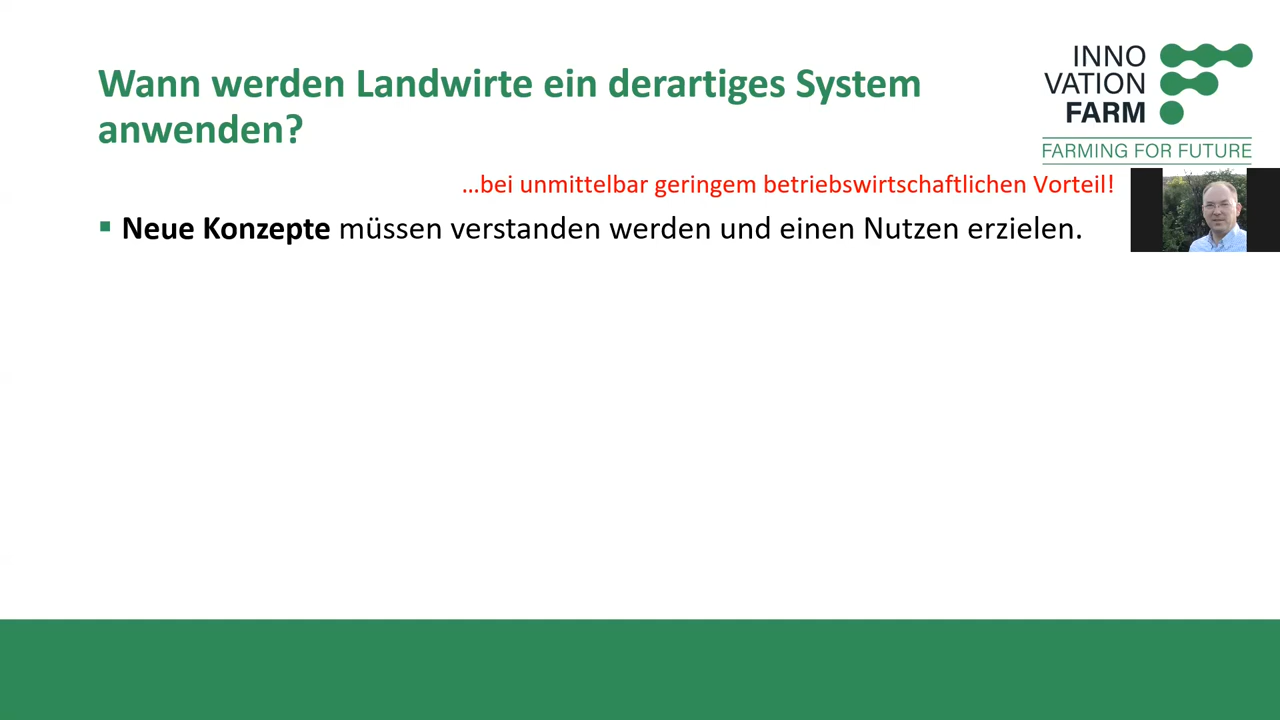 Wann werden Landwirte ein derartiges System
anwenden?
INNO
VATION
FARM
FARMING FOR FUTURE
...bei unmittelbar geringem betriebswirtschaftlichen Vorteil!
▪ Neue Konzepte müssen verstanden werden und einen Nutzen erzielen.